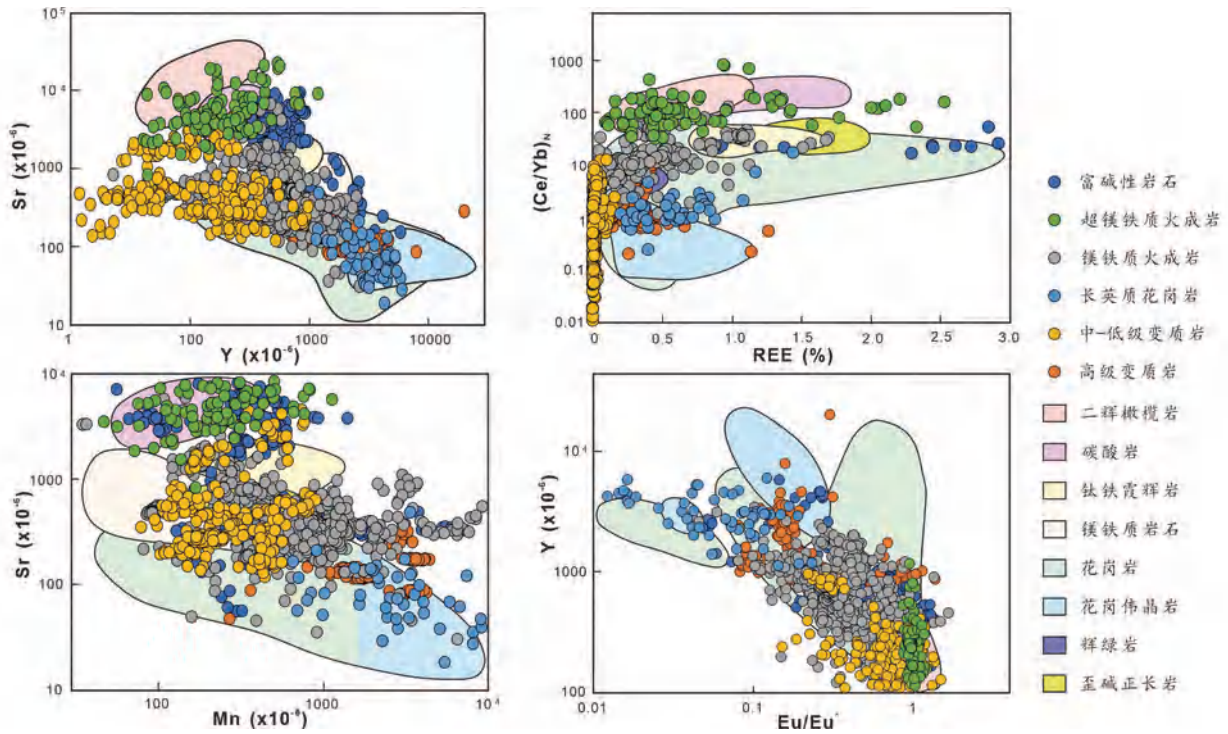 10⁵
10⁴
1000
100
10
Sr (x10⁻⁶)
1
10
100
1000
10000
Y (x10⁻⁶)
1000
100
10
1
0.1
0.01
(Ce/Yb)N
0
0.5
1.0
1.5
2.0
2.5
3.0
REE (%)
10⁴
1000
100
10
Sr (x10⁻⁶)
100
1000
10⁴
Mn (x10⁻⁶)
10⁴
1000
100
Y (x10⁻⁶)
0.01
0.1
1
Eu/Eu*
富碱性岩石
超镁铁质火成岩
镁铁质火成岩
长英质花岗岩
中-低级变质岩
高级变质岩
二辉橄榄岩
碳酸岩
钛铁霞辉岩
镁铁质岩石
花岗岩
花岗伟晶岩
辉绿岩
歪碱正长岩